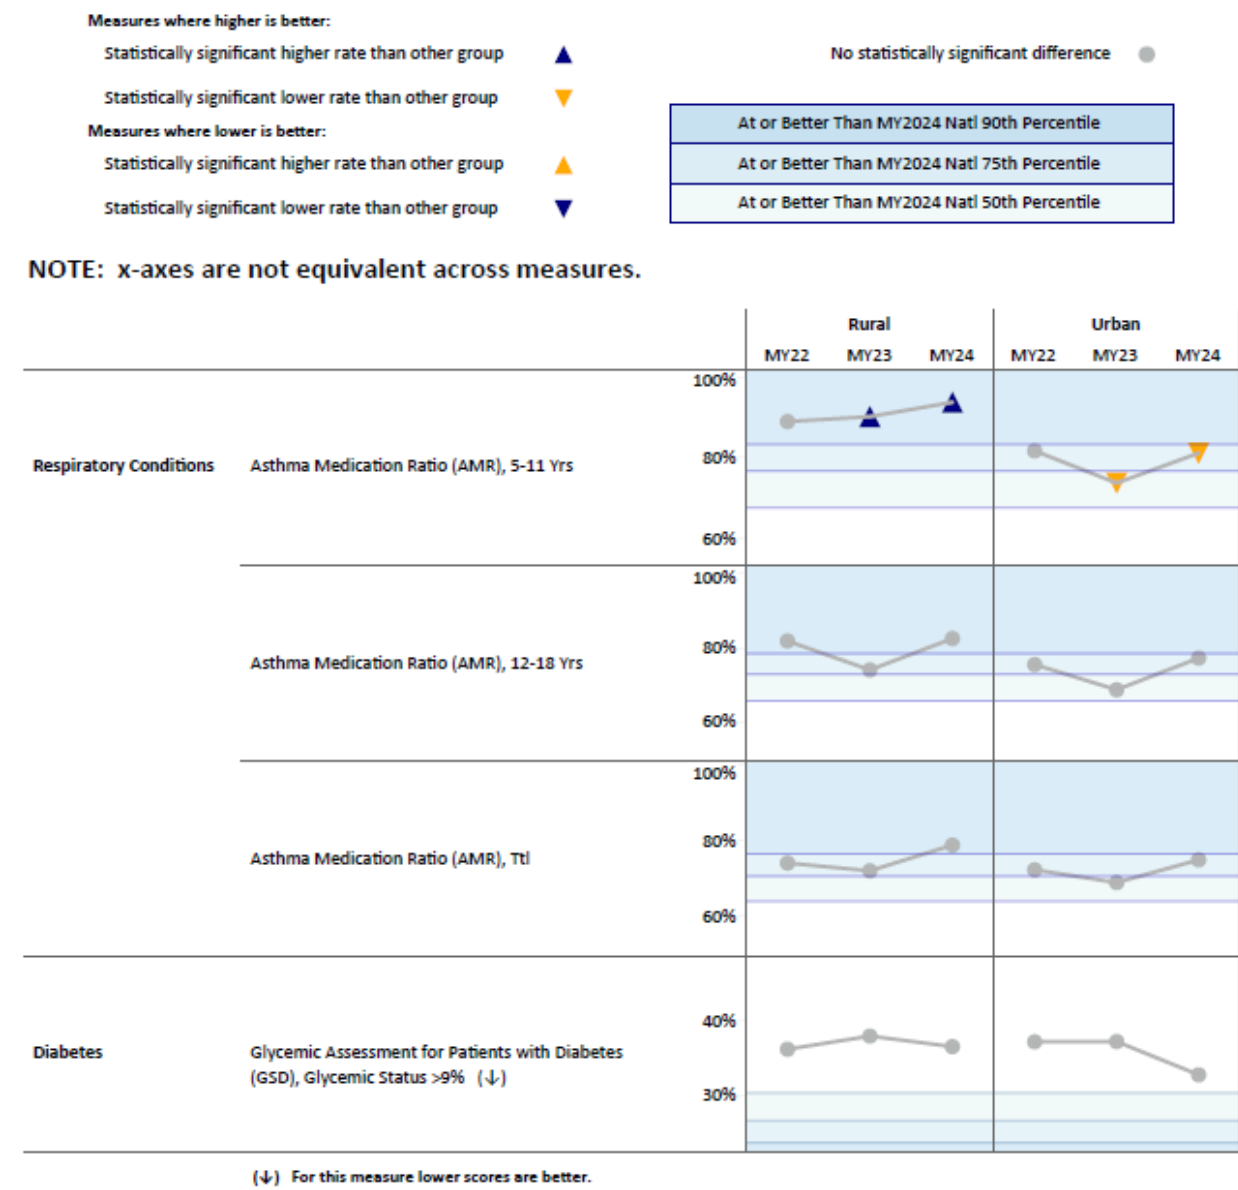 Measures where higher is better:
Statistically significant higher rate than other group
No statistically significant difference
Statistically significant lower rate than other group
Measures where lower is better:
Statistically significant higher rate than other group
Statistically significant lower rate than other group
At or Better Than MY2024 Natl 90th Percentile
At or Better Than MY2024 Natl 75th Percentile
At or Better Than MY2024 Natl 50th Percentile
NOTE: x-axes are not equivalent across measures.
Rural Urban
MY22 MY23 MY24 MY22 MY23 MY24
100%
Respiratory Conditions Asthma Medication Ratio (AMR), 5-11 Yrs 80%
60%
100%
Asthma Medication Ratio (AMR), 12-18 Yrs 80%
60%
100%
80%
Asthma Medication Ratio (AMR), Ttl
60%
40%
Diabetes Glycemic Assessment for Patients with Diabetes
(GSD), Glycemic Status >9% (↓)
30%
(↓) For this measure lower scores are better.